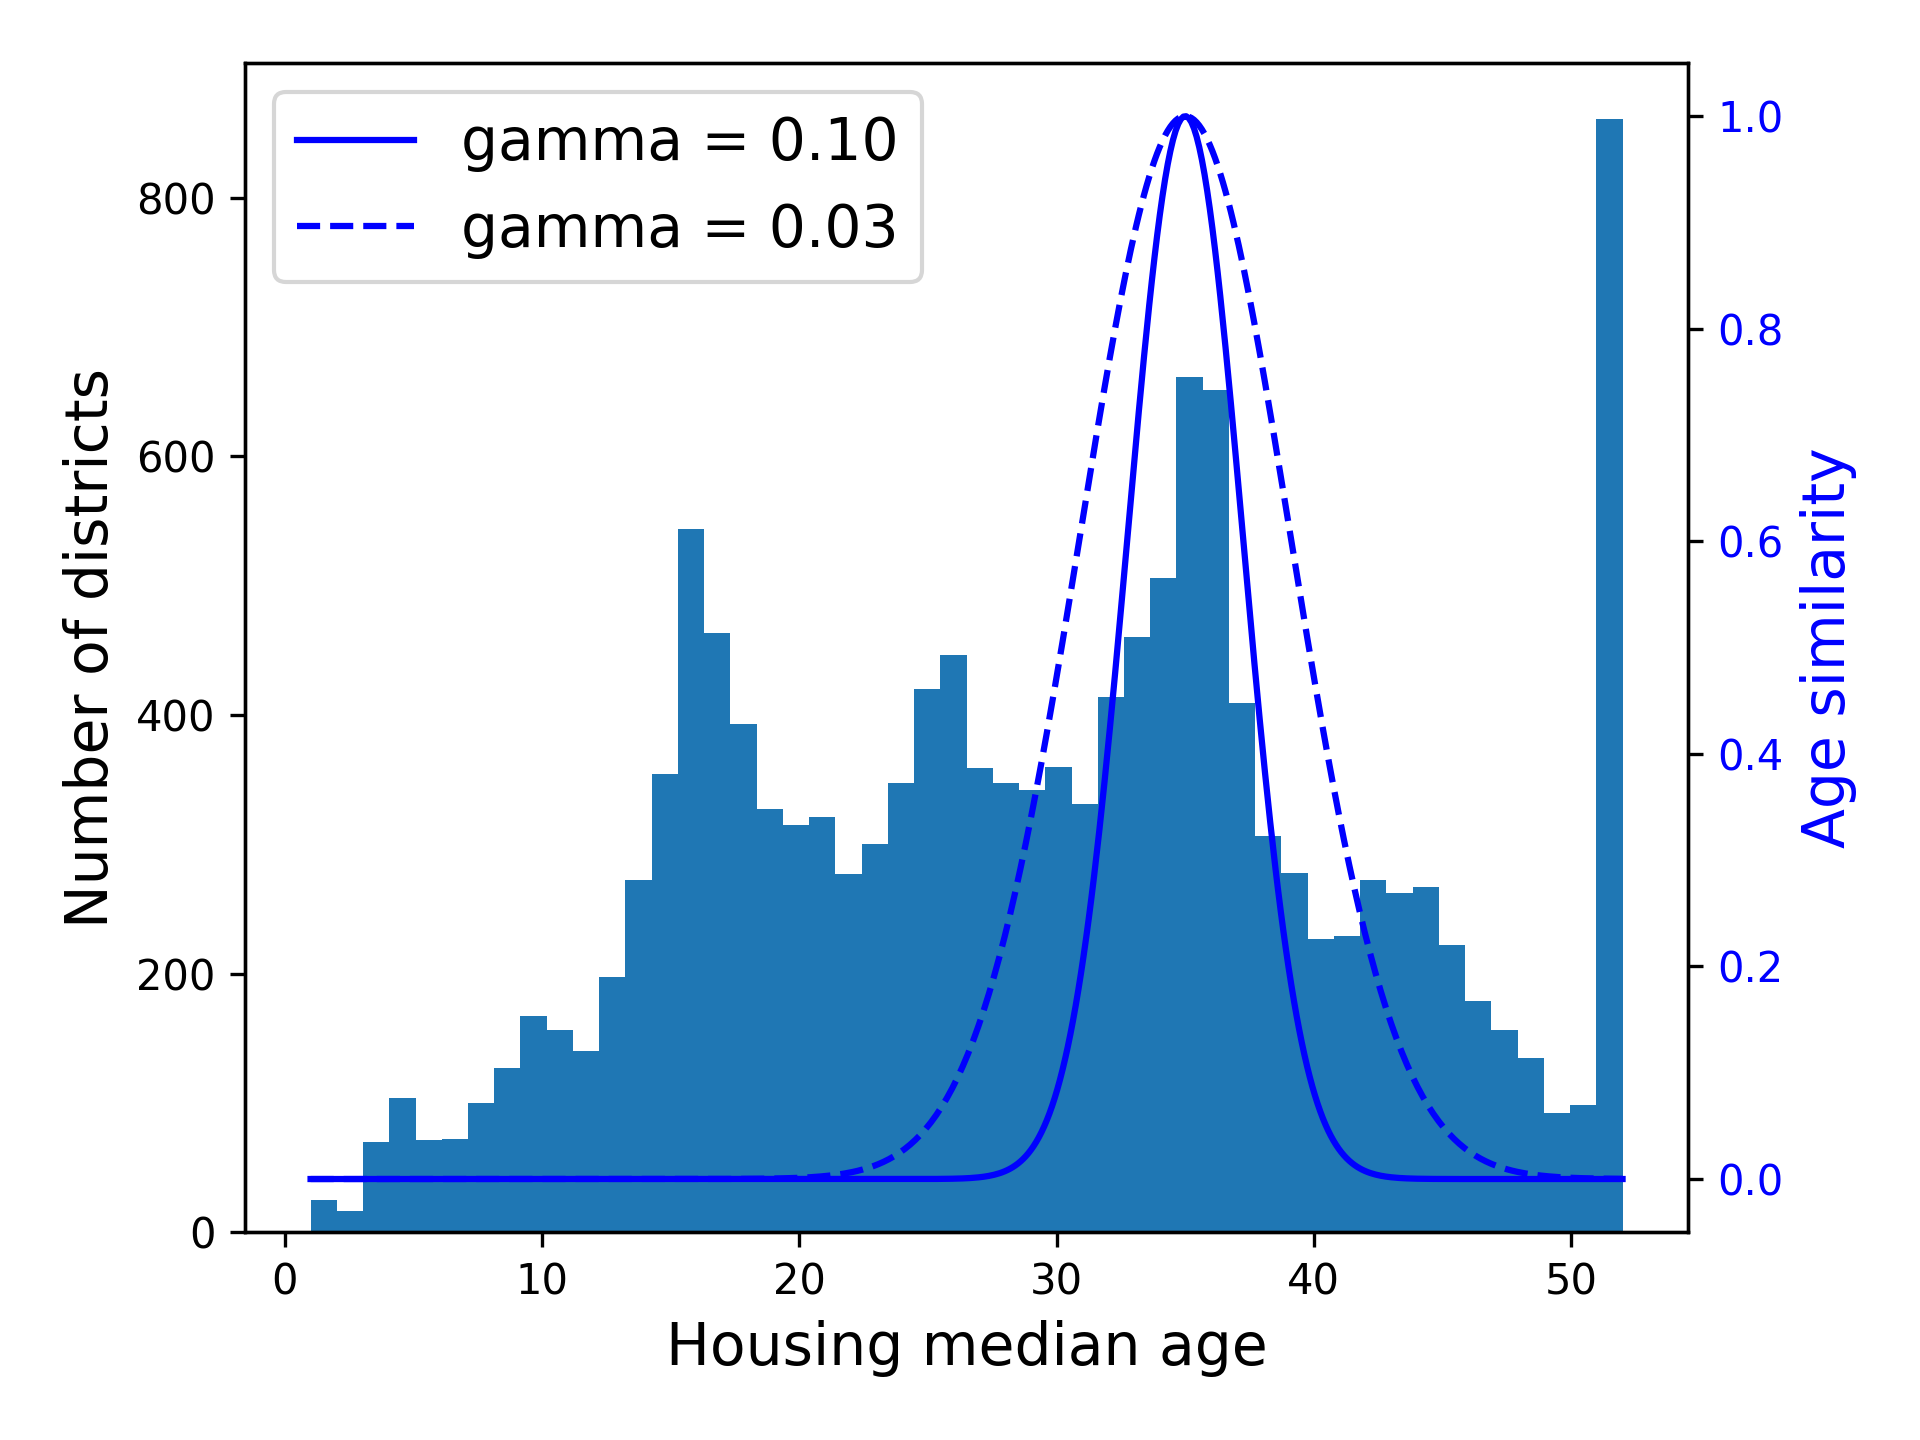 gamma = 0.10
gamma = 0.03
Number of districts
800
600
400
200
0
0 10 20 30 40 50
Housing median age
1.0
0.8
0.6
0.4
0.2
0.0
Age similarity